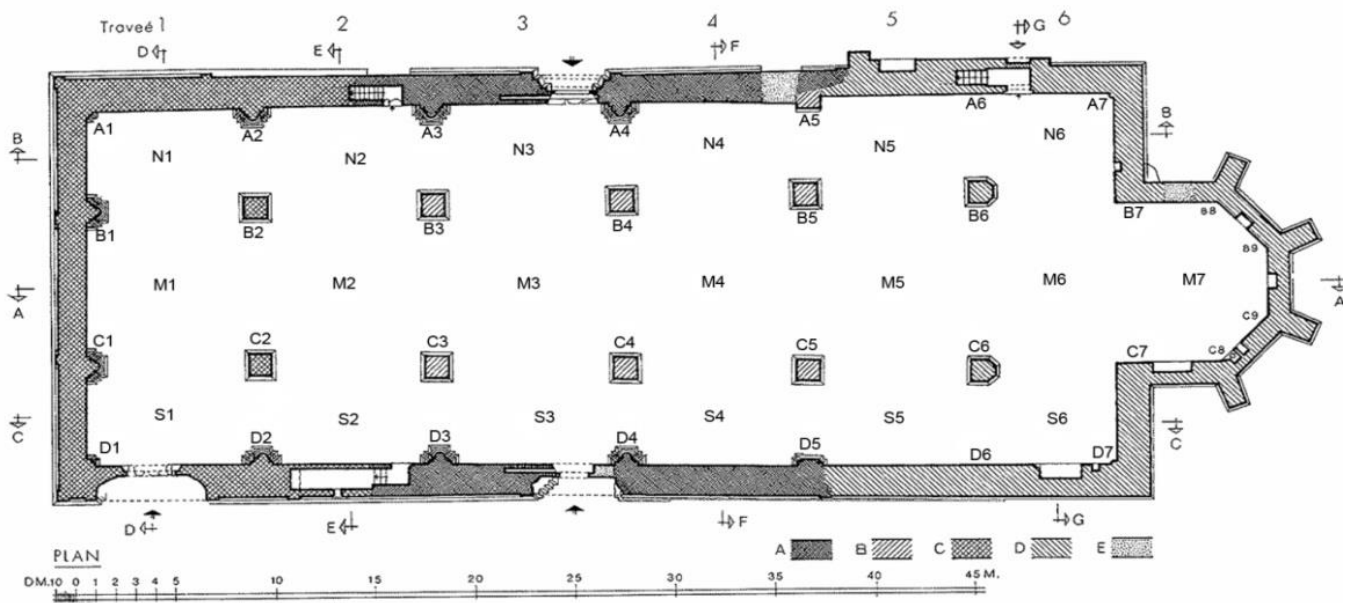 Traveé 1 2 3 4 5 6
D E F G
A1 A2 A3 A4 A5 A6 A7
B N1 N2 N3 N4 N5 N6 B
B1 B2 B3 B4 B5 B6 B7 B8
B9
A M1 M2 M3 M4 M5 M6 M7 A
C1 C2 C3 C4 C5 C6 C7 C8 C9
C S1 S2 S3 S4 S5 S6 C
D1 D2 D3 D4 D5 D6 D7
D E F G
A B C D E
PLAN
DM.10 0 1 2 3 4 5 10 15 20 25 30 35 40 45 M.